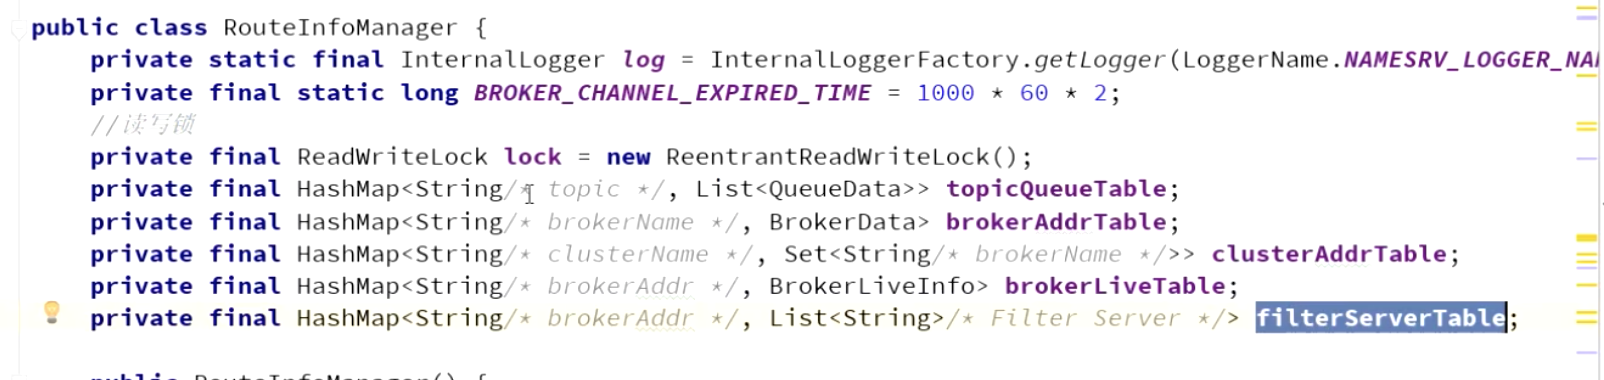 public class RouteInfoManager {
private static final InternalLogger log = InternalLoggerFactory.getLogger(LoggerName.NAMESRV_LOGGER_NA
private final static long BROKER_CHANNEL_EXPIRED_TIME = 1000 * 60 * 2;
//读写锁
private final ReadWriteLock lock = new ReentrantReadWriteLock();
private final HashMap<String/* topic */, List<QueueData>> topicQueueTable;
private final HashMap<String/* brokerName */, BrokerData> brokerAddrTable;
private final HashMap<String/* clusterName */, Set<String/* brokerName */>> clusterAddrTable;
private final HashMap<String/* brokerAddr */, BrokerLiveInfo> brokerLiveTable;
private final HashMap<String/* brokerAddr */, List<String>/* Filter Server */> filterServerTable;
public RouteInfoManager() {